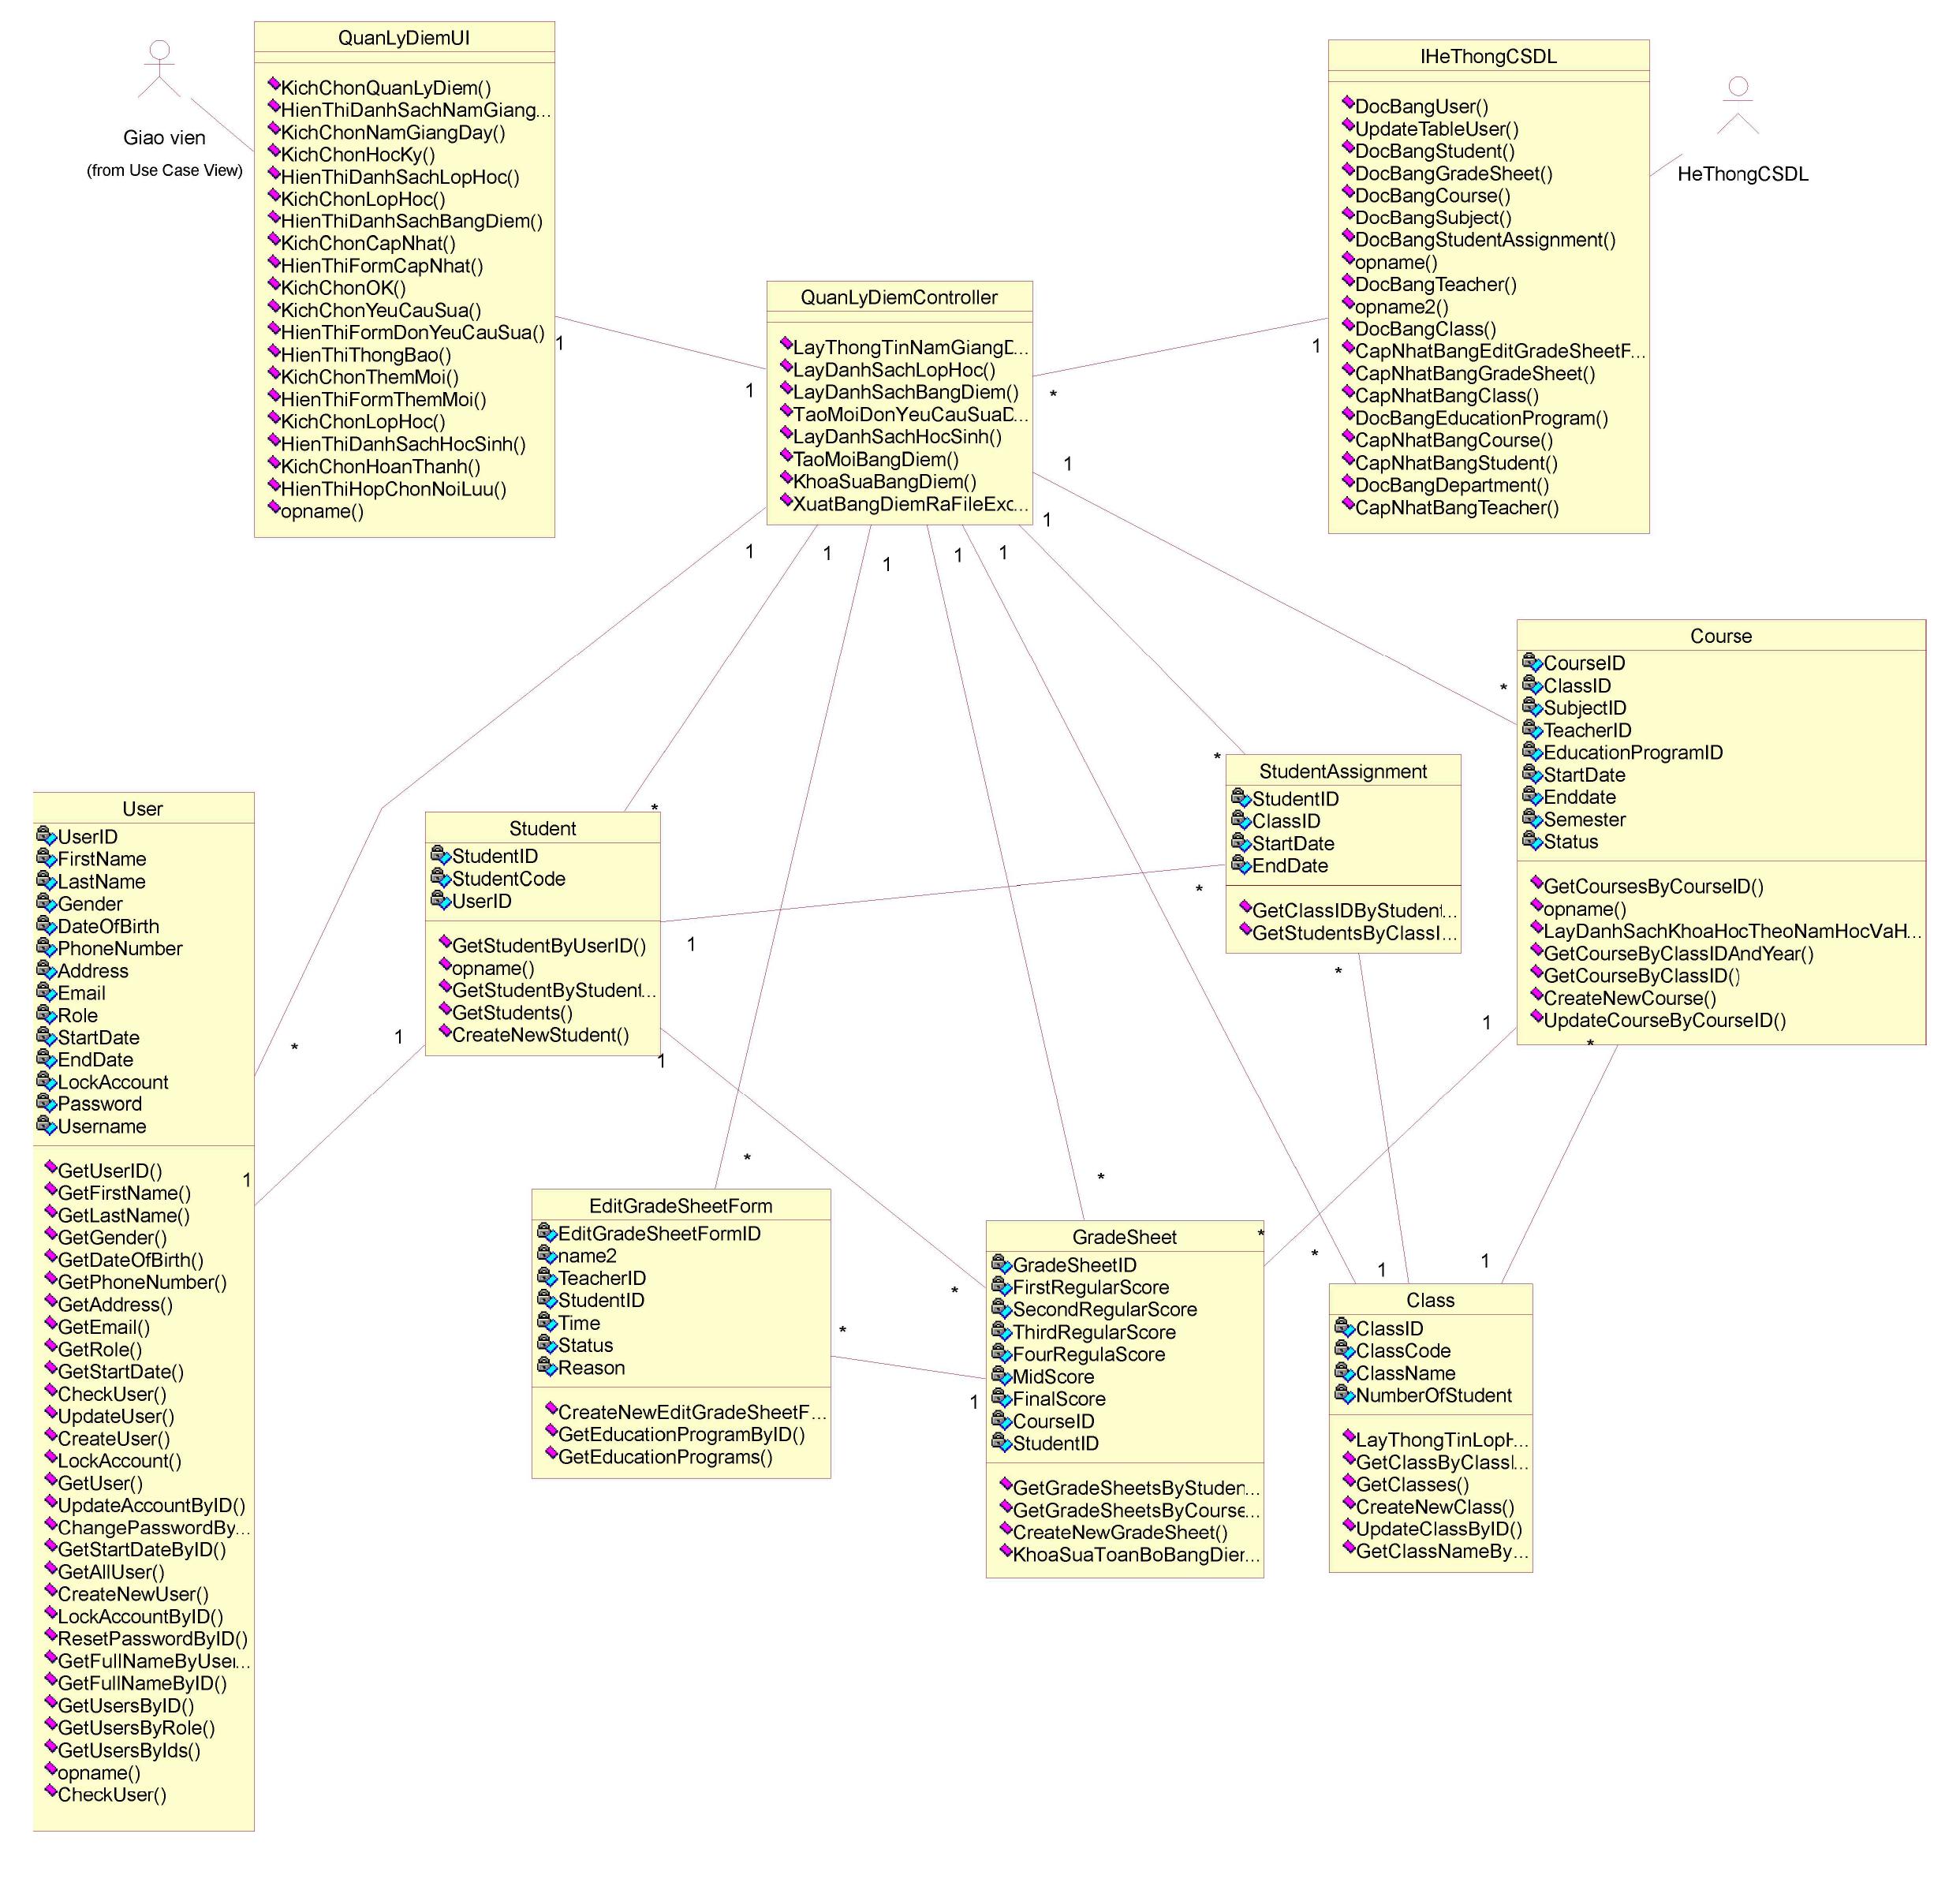 QuanLyDiemUI
KichChonQuanLyDiem()
HienThiDanhSachNamGiang...
KichChonNamGiangDay()
KichChonHocKy()
HienThiDanhSachLopHoc()
KichChonLopHoc()
HienThiDanhSachBangDiem()
KichChonCapNhat()
HienThiFormCapNhat()
KichChonOK()
KichChonYeuCauSua()
HienThiFormDonYeuCauSua()
HienThiThongBao()
KichChonThemMoi()
HienThiFormThemMoi()
KichChonLopHoc()
HienThiDanhSachHocSinh()
KichChonHoanThanh()
HienThiHopChonNoiLuu()
opname()
Giao vien
(from Use Case View)
IHeThongCSDL
DocBangUser()
UpdateTableUser()
DocBangStudent()
DocBangGradeSheet()
DocBangCourse()
DocBangSubject()
DocBangStudentAssignment()
opname()
DocBangTeacher()
opname2()
DocBangClass()
CapNhatBangEditGradeSheetF...
CapNhatBangGradeSheet()
CapNhatBangClass()
DocBangEducationProgram()
CapNhatBangCourse()
CapNhatBangStudent()
DocBangDepartment()
CapNhatBangTeacher()
HeThongCSDL
QuanLyDiemController
LayThongTinNamGiangD...
LayDanhSachLopHoc()
LayDanhSachBangDiem()
TaoMoiDonYeuCauSuaD...
LayDanhSachHocSinh()
TaoMoiBangDiem()
KhoaSuaBangDiem()
XuatBangDiemRaFileExc...
1
1
1
*
1
1
1
1
1
1
1
*
*
*
Course
CourseID
ClassID
SubjectID
TeacherID
EducationProgramID
StartDate
Enddate
Semester
Status
GetCoursesByCourseID()
opname()
LayDanhSachKhoaHocTheoNamHocVaH...
GetCourseByClassIDAndYear()
GetCourseByClassID()
CreateNewCourse()
UpdateCourseByCourseID()
StudentAssignment
StudentID
ClassID
StartDate
EndDate
GetClassIDByStudent...
GetStudentsByClassI...
User
UserID
FirstName
LastName
Gender
DateOfBirth
PhoneNumber
Address
Email
Role
StartDate
EndDate
LockAccount
Password
Username
GetUserID()
GetFirstName()
GetLastName()
GetGender()
GetDateOfBirth()
GetPhoneNumber()
GetAddress()
GetEmail()
GetRole()
GetStartDate()
CheckUser()
UpdateUser()
CreateUser()
LockAccount()
GetUser()
UpdateAccountByID()
ChangePasswordBy...
GetStartDateByID()
GetAllUser()
CreateNewUser()
LockAccountByID()
ResetPasswordByID()
GetFullNameByUser...
GetFullNameByID()
GetUsersByID()
GetUsersByRole()
GetUsersByIds()
opname()
CheckUser()
Student
StudentID
StudentCode
UserID
GetStudentByUserID()
opname()
GetStudentByStudent...
GetStudents()
CreateNewStudent()
*
1
*
*
1
1
*
1
1
*
*
*
*
*
1
1
*
1
EditGradeSheetForm
EditGradeSheetFormID
name2
TeacherID
StudentID
Time
Status
Reason
CreateNewEditGradeSheetF...
GetEducationProgramByID()
GetEducationPrograms()
*
1
GradeSheet
GradeSheetID
FirstRegularScore
SecondRegularScore
ThirdRegularScore
FourRegulaScore
MidScore
FinalScore
CourseID
StudentID
GetGradeSheetsByStuden...
GetGradeSheetsByCourse...
CreateNewGradeSheet()
KhoaSuaToanBoBangDier...
Class
ClassID
ClassCode
ClassName
NumberOfStudent
LayThongTinLopH...
GetClassByClassI...
GetClasses()
CreateNewClass()
UpdateClassByID()
GetClassNameBy...